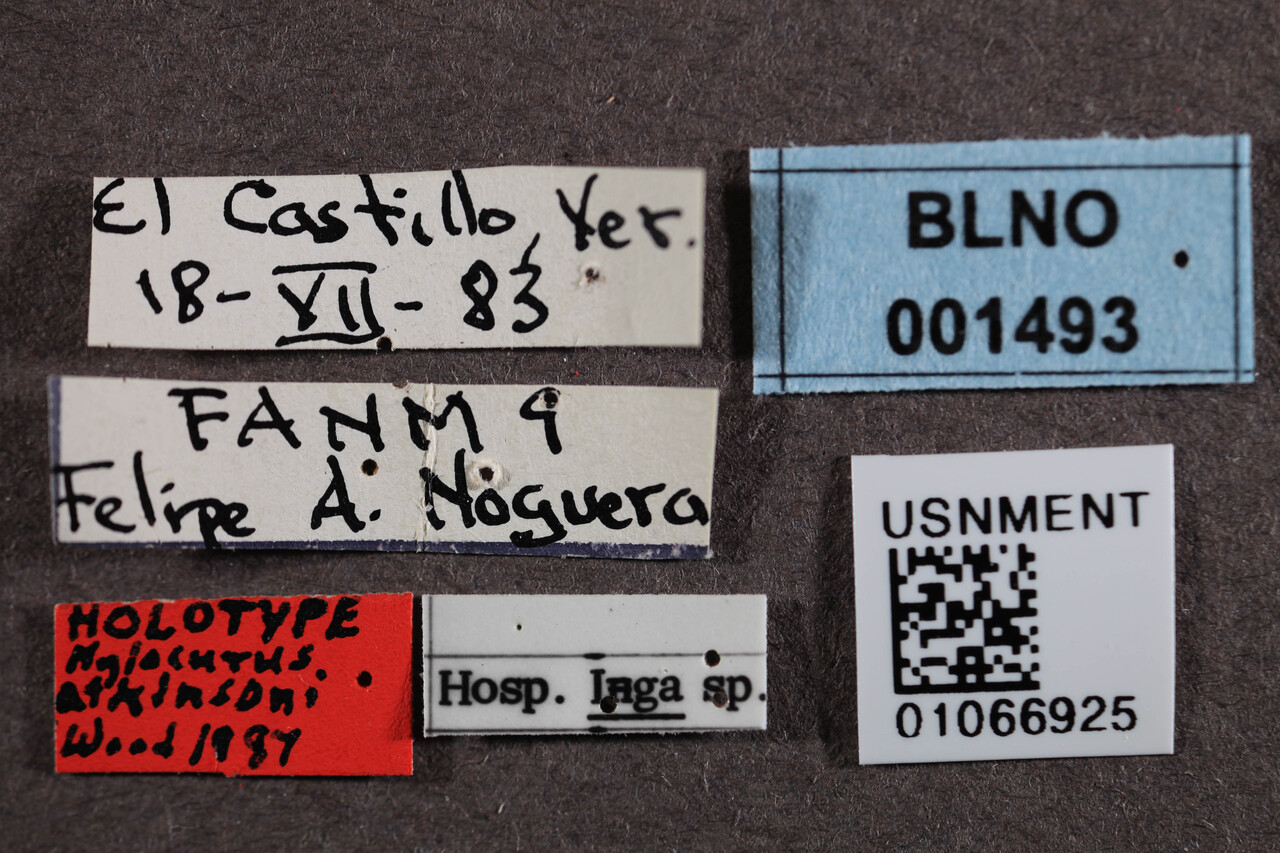 El Castillo, Ver.
18-VII-83
FANM 9
Felipe A. Noguera
HOLOTYPE
Hylocurus
atkinsoni
Wood 1987
Hosp. Inga sp.
BLNO
001493
USNMENT
01066925